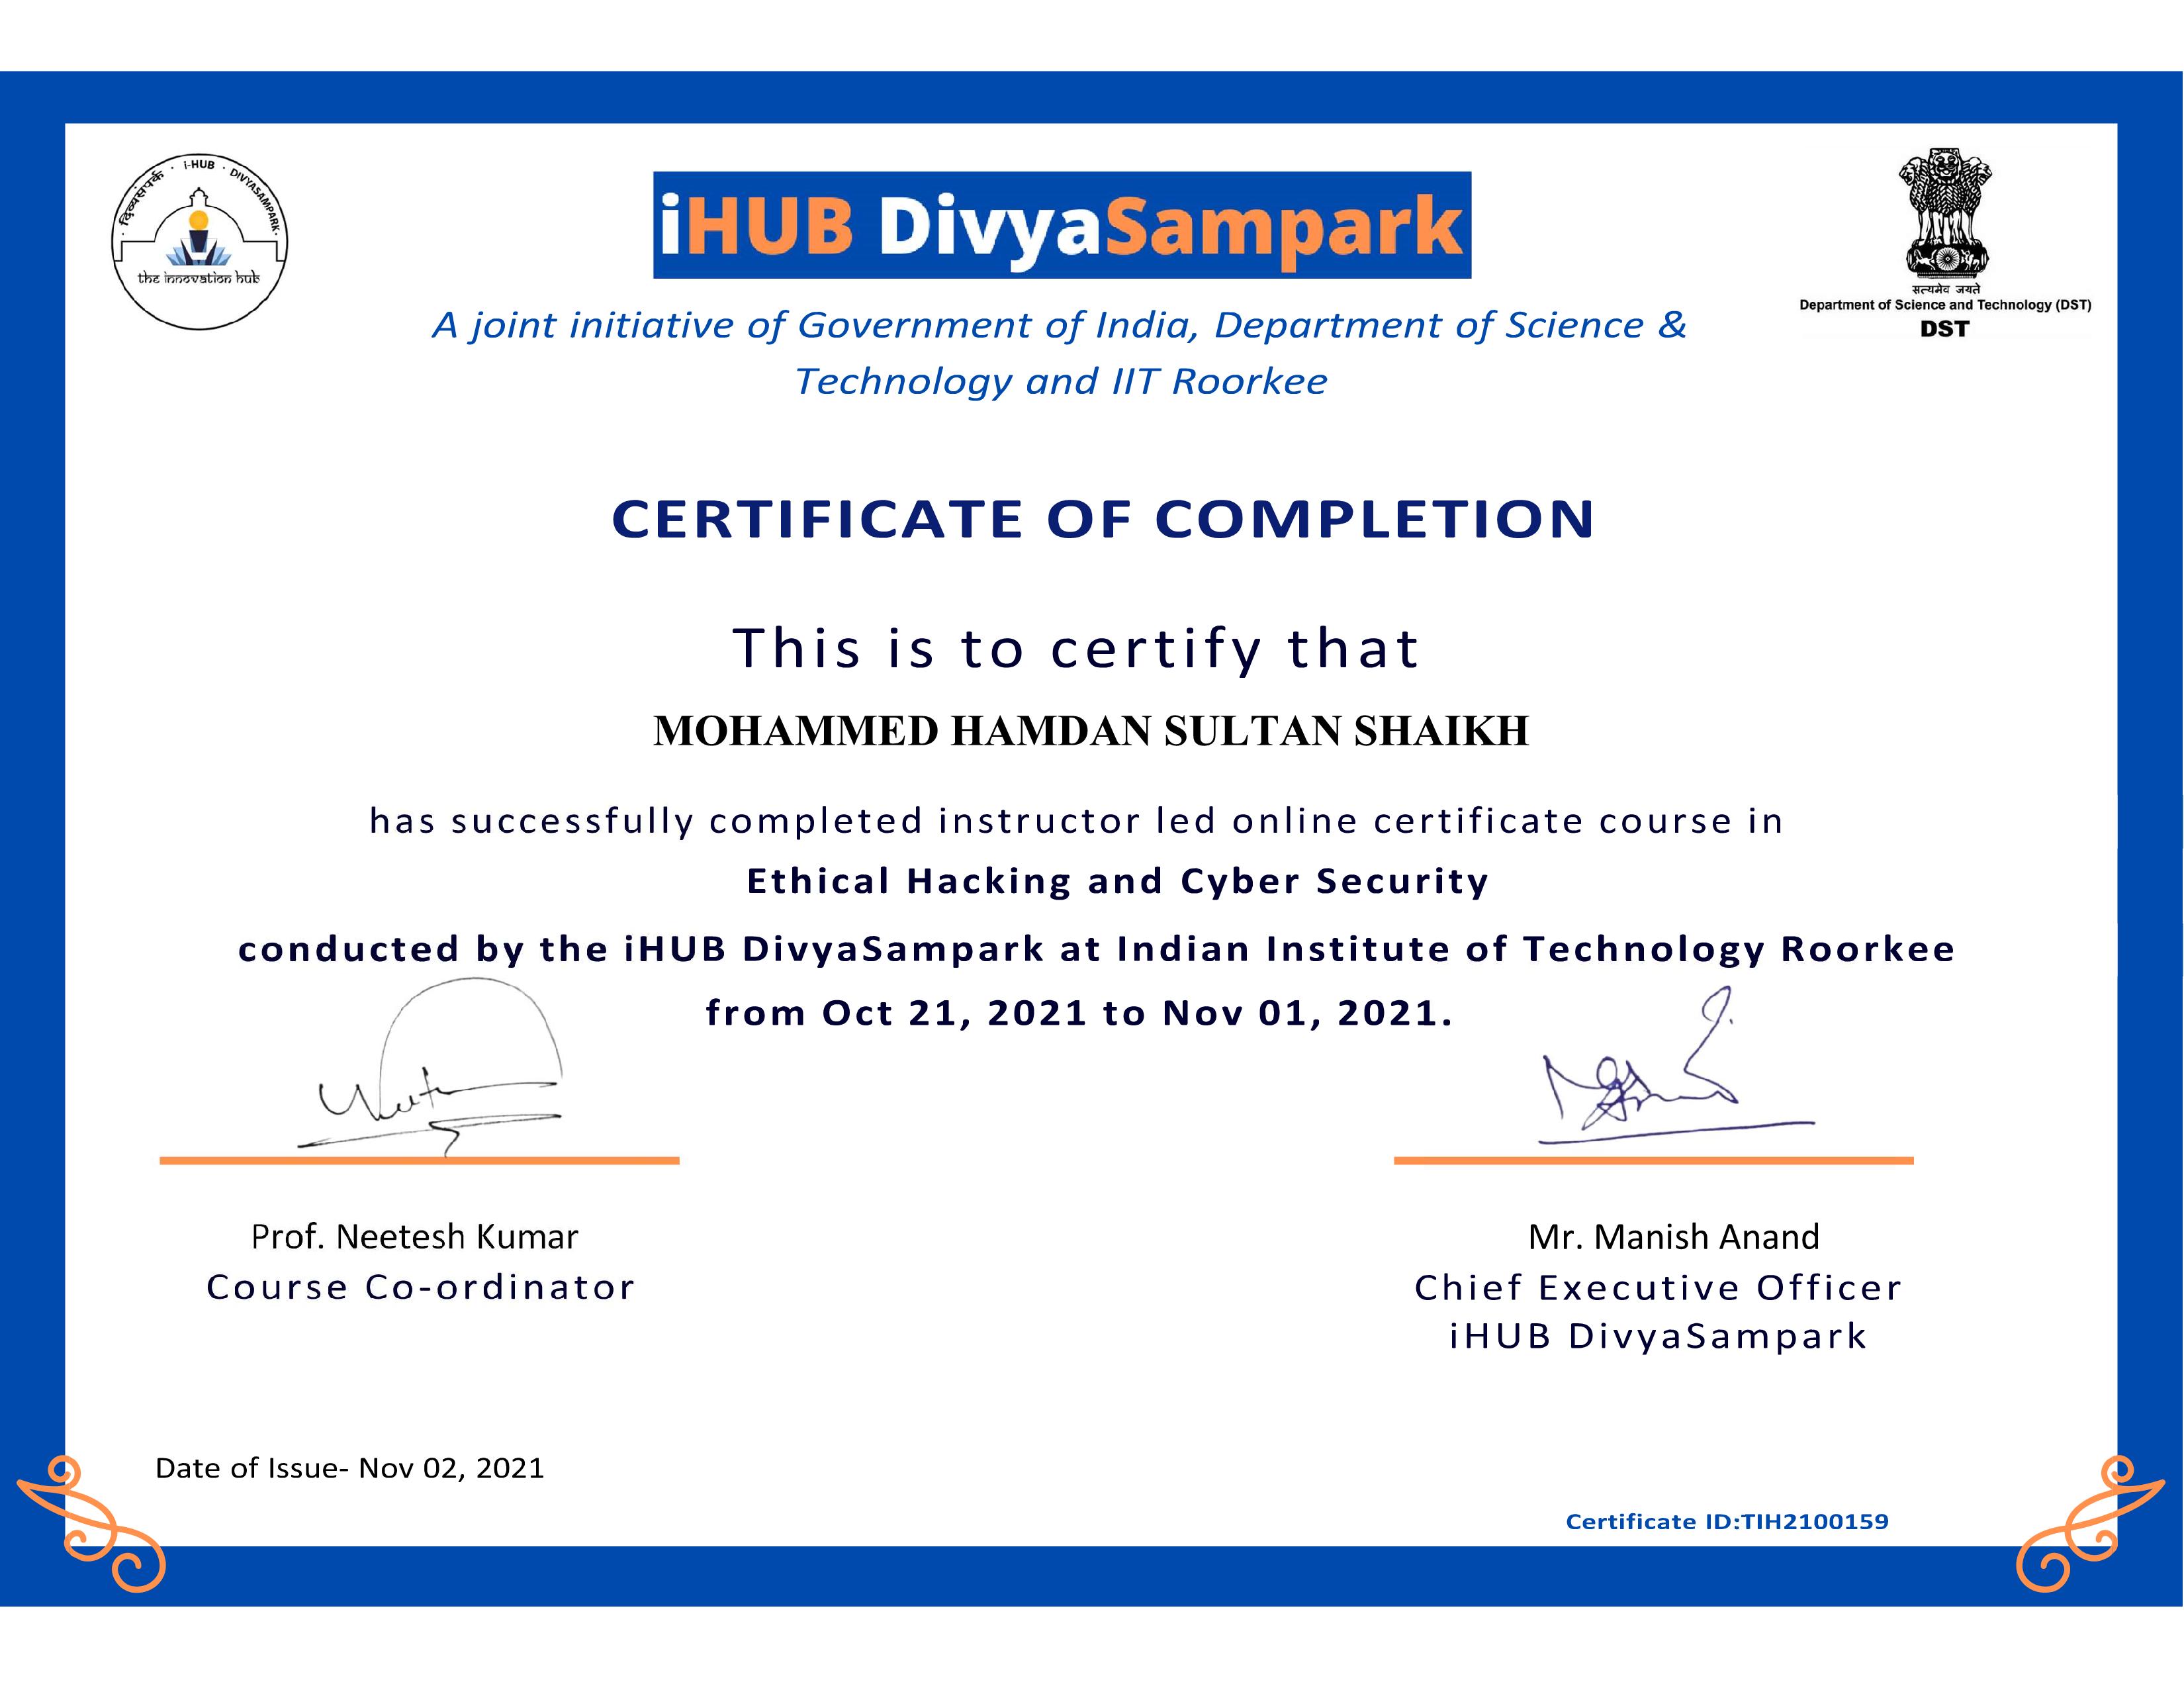 दिव्यसंपर्क · i-HUB · DIVYASAMPARK
the innovation hub
iHUB DivyaSampark
सत्यमेव जयते
Department of Science and Technology (DST)
DST
A joint initiative of Government of India, Department of Science &
Technology and IIT Roorkee
CERTIFICATE OF COMPLETION
This is to certify that
MOHAMMED HAMDAN SULTAN SHAIKH
has successfully completed instructor led online certificate course in
Ethical Hacking and Cyber Security
conducted by the iHUB DivyaSampark at Indian Institute of Technology Roorkee
from Oct 21, 2021 to Nov 01, 2021.
Prof. Neetesh Kumar
Course Co-ordinator
Mr. Manish Anand
Chief Executive Officer
iHUB DivyaSampark
Date of Issue- Nov 02, 2021
Certificate ID:TIH2100159